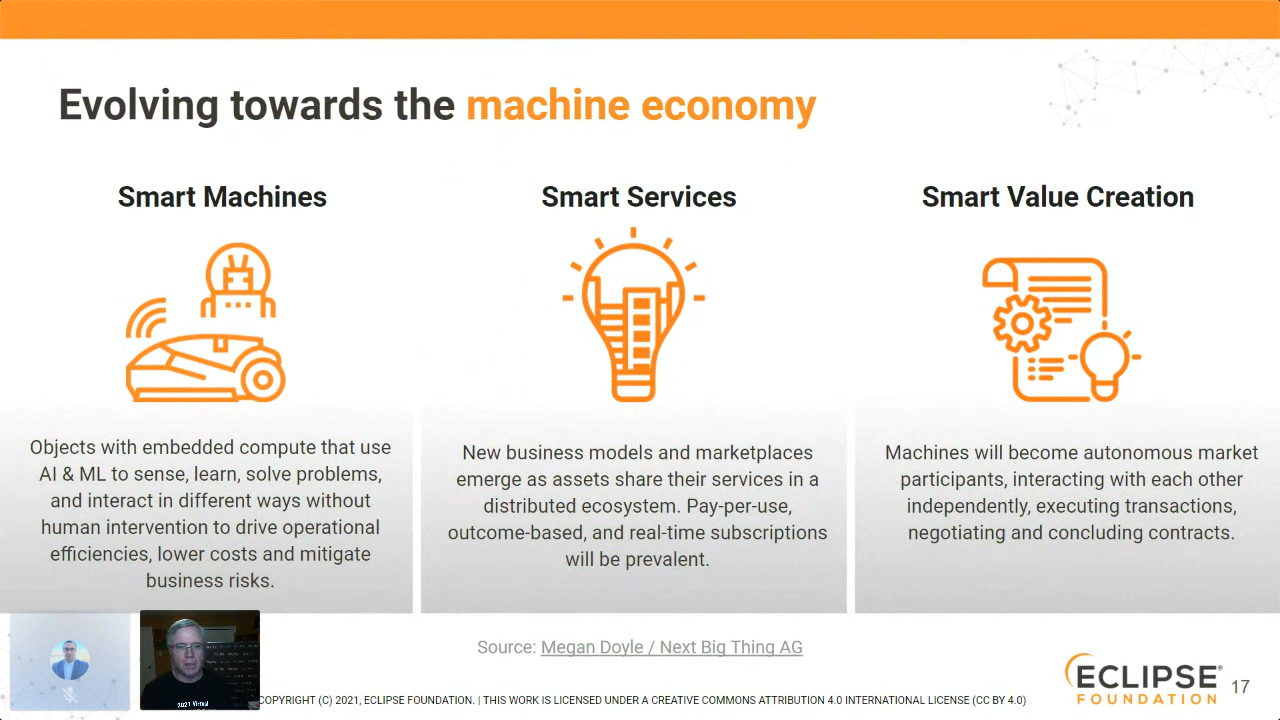 Evolving towards the machine economy
Smart Machines
Objects with embedded compute that use
AI & ML to sense, learn, solve problems,
and interact in different ways without
human intervention to drive operational
efficiencies, lower costs and mitigate
business risks.
Smart Services
New business models and marketplaces
emerge as assets share their services in a
distributed ecosystem. Pay-per-use,
outcome-based, and real-time subscriptions
will be prevalent.
Smart Value Creation
Machines will become autonomous market
participants, interacting with each other
independently, executing transactions,
negotiating and concluding contracts.
Source: Megan Doyle / Next Big Thing AG
2021 Virtual
COPYRIGHT (C) 2021, ECLIPSE FOUNDATION. | THIS WORK IS LICENSED UNDER A CREATIVE COMMONS ATTRIBUTION 4.0 INTERNATIONAL LICENSE (CC BY 4.0)
ECLIPSE®
FOUNDATION
17